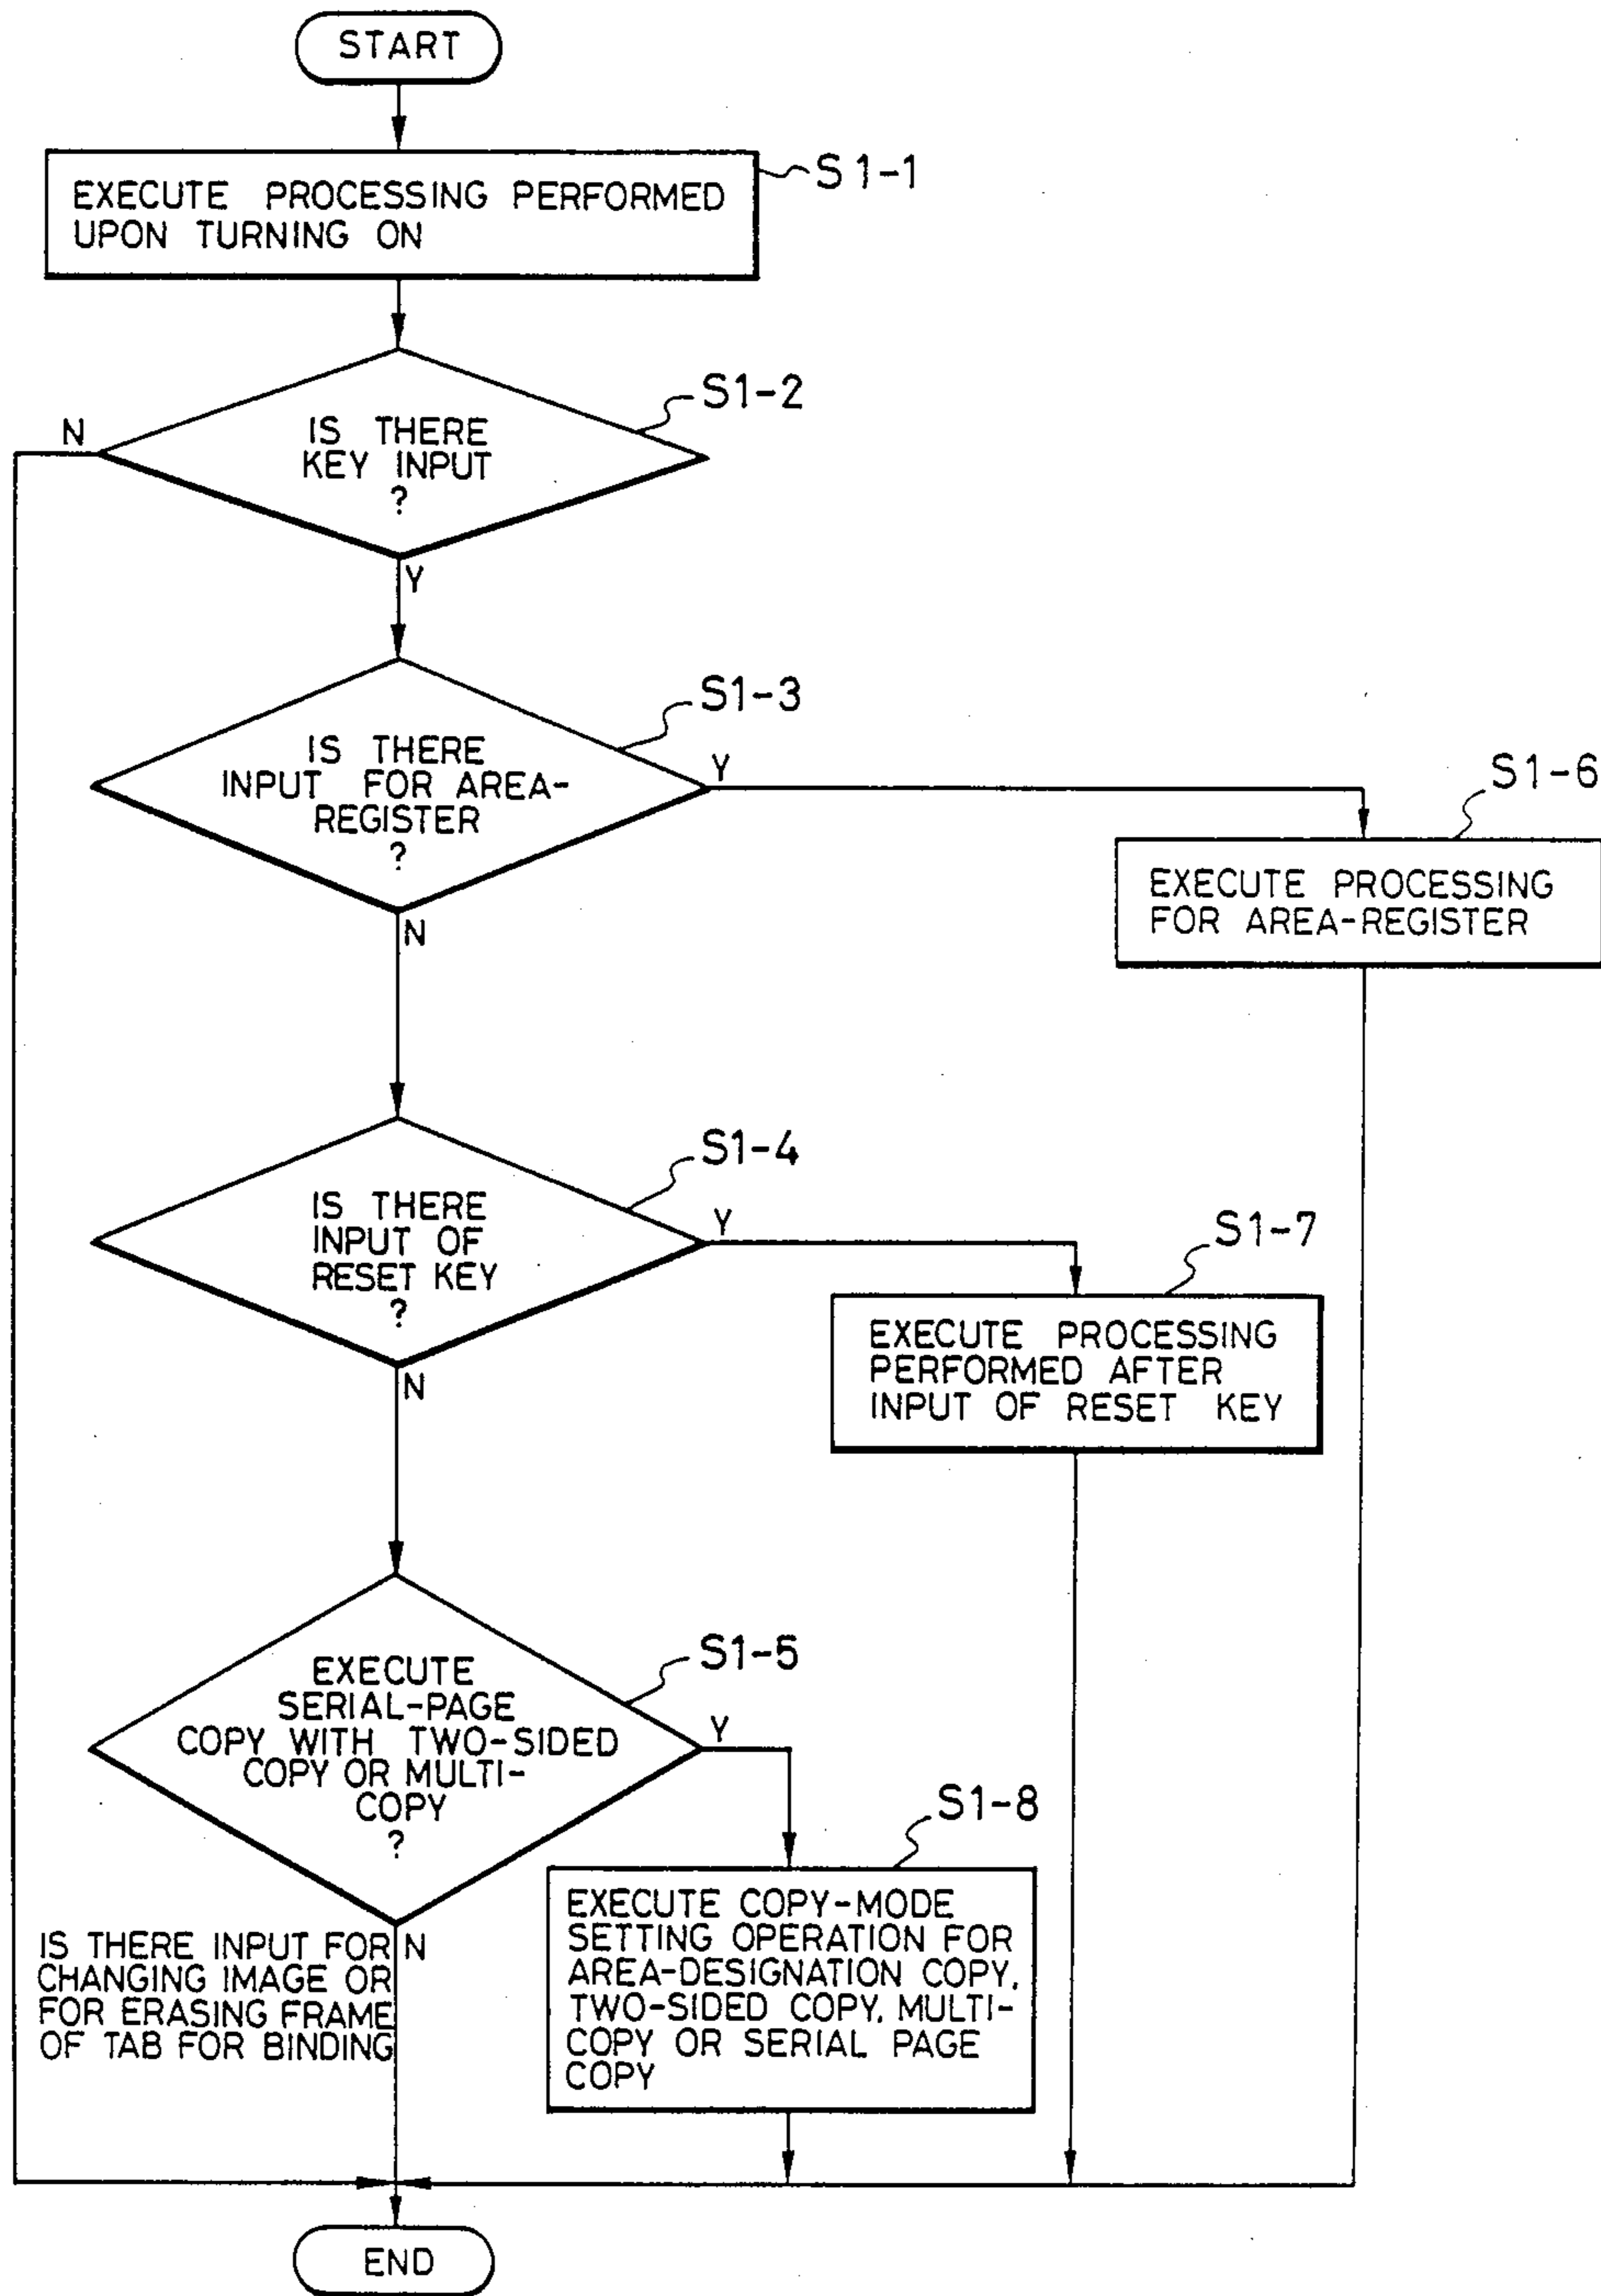 START
S1-1
EXECUTE PROCESSING PERFORMED
UPON TURNING ON
S1-2
N
IS THERE
KEY INPUT
?
Y
S1-3
IS THERE
INPUT FOR AREA-
REGISTER
?
Y
N
S1-6
EXECUTE PROCESSING
FOR AREA-REGISTER
S1-4
IS THERE
INPUT OF
RESET KEY
?
Y
N
S1-7
EXECUTE PROCESSING
PERFORMED AFTER
INPUT OF RESET KEY
S1-5
EXECUTE
SERIAL-PAGE
COPY WITH TWO-SIDED
COPY OR MULTI-
COPY
?
Y
N
S1-8
EXECUTE COPY-MODE
SETTING OPERATION FOR
AREA-DESIGNATION COPY,
TWO-SIDED COPY, MULTI-
COPY OR SERIAL PAGE
COPY
IS THERE INPUT FOR
CHANGING IMAGE OR
FOR ERASING FRAME
OF TAB FOR BINDING
END